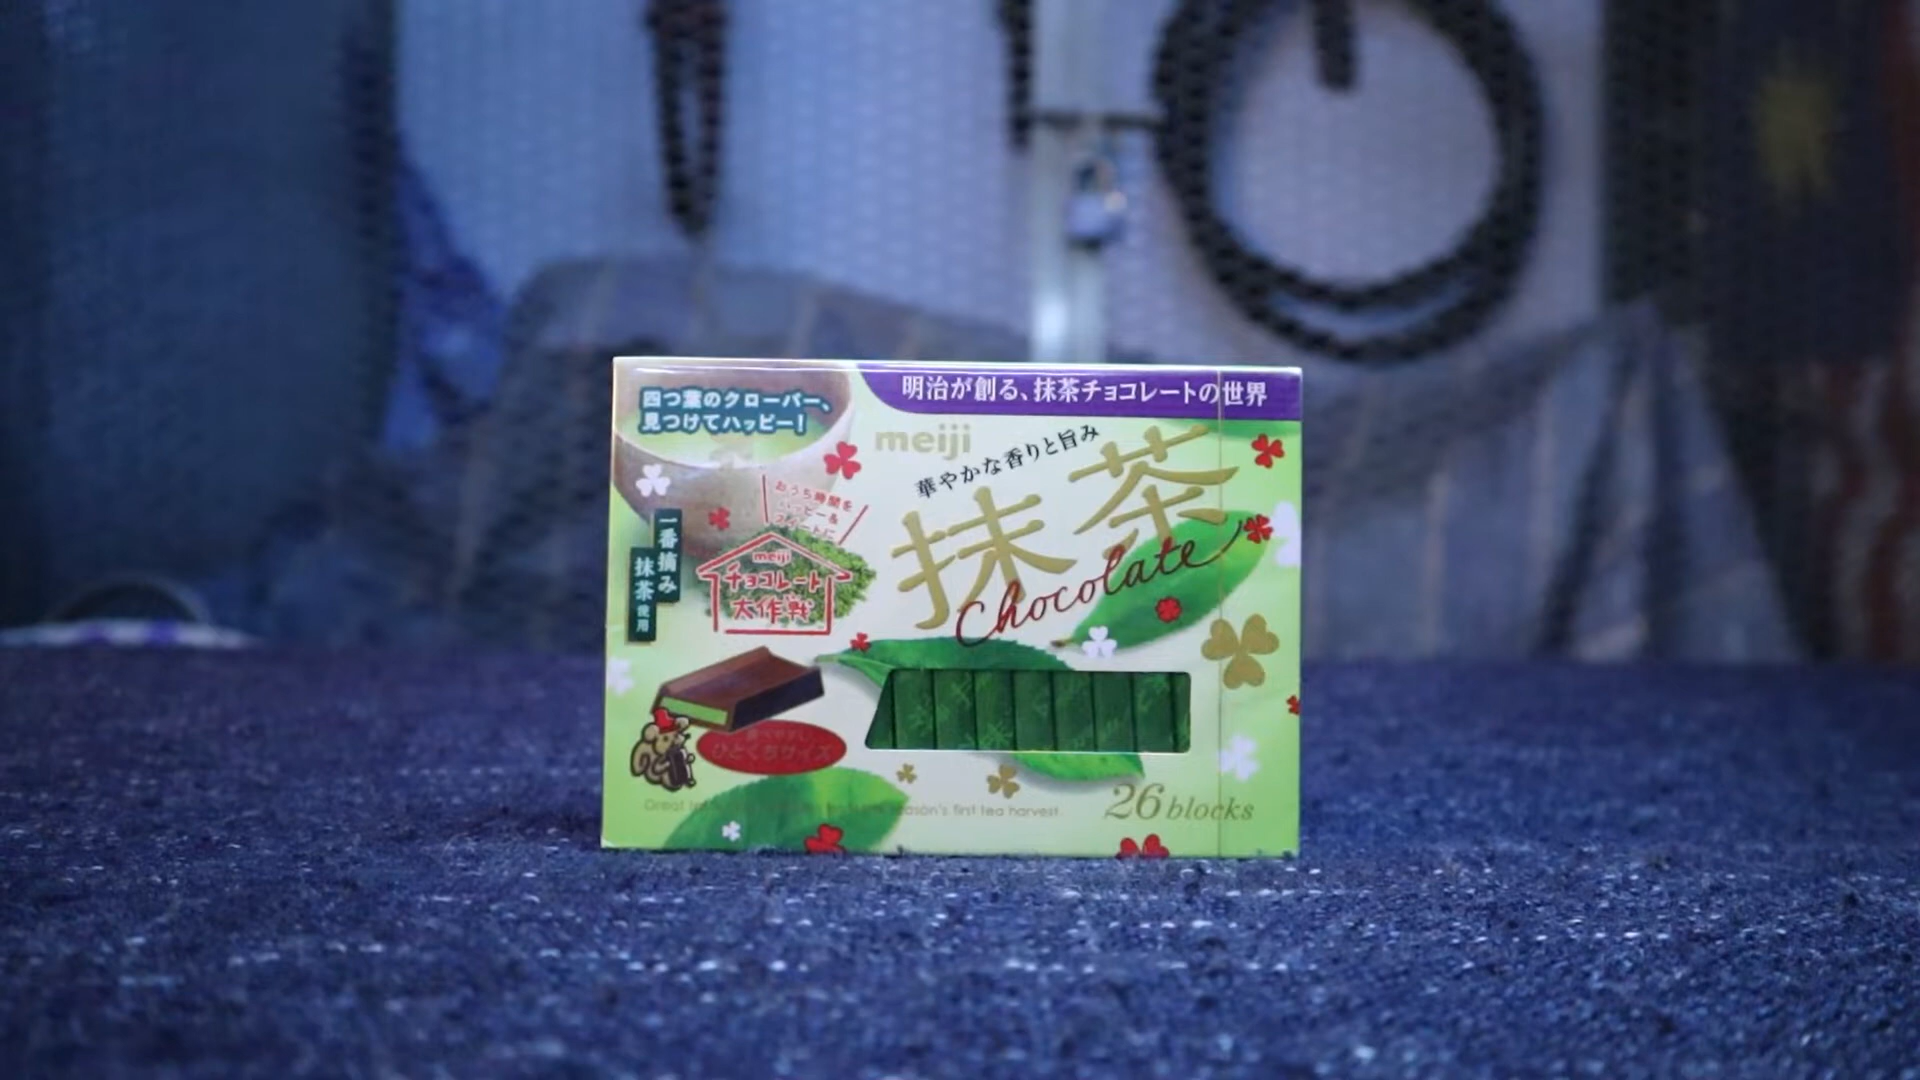 四つ葉のクローバー、
見つけてハッピー！
明治が創る、抹茶チョコレートの世界
meiji
華やかな香りと旨み
抹茶
Chocolate
おうち時間を
ハッピー＆
スイートに
meiji
チョコレート
大作戦
一番摘み
抹茶使用
ひとくちサイズ
season's first tea harvest.
26 blocks